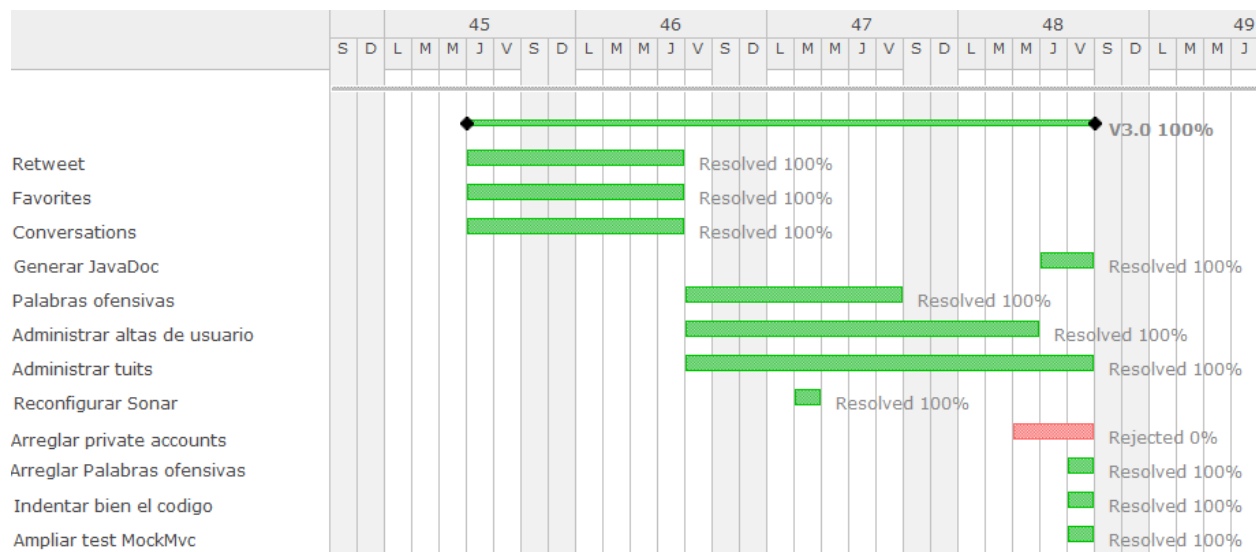 45 46 47 48 49
S D L M M J V S D L M M J V S D L M M J V S D L M M J V S D L M M J
V3.0 100%
Retweet Resolved 100%
Favorites Resolved 100%
Conversations Resolved 100%
Generar JavaDoc Resolved 100%
Palabras ofensivas Resolved 100%
Administrar altas de usuario Resolved 100%
Administrar tuits Resolved 100%
Reconfigurar Sonar Resolved 100%
Arreglar private accounts Rejected 0%
Arreglar Palabras ofensivas Resolved 100%
Indentar bien el codigo Resolved 100%
Ampliar test MockMvc Resolved 100%